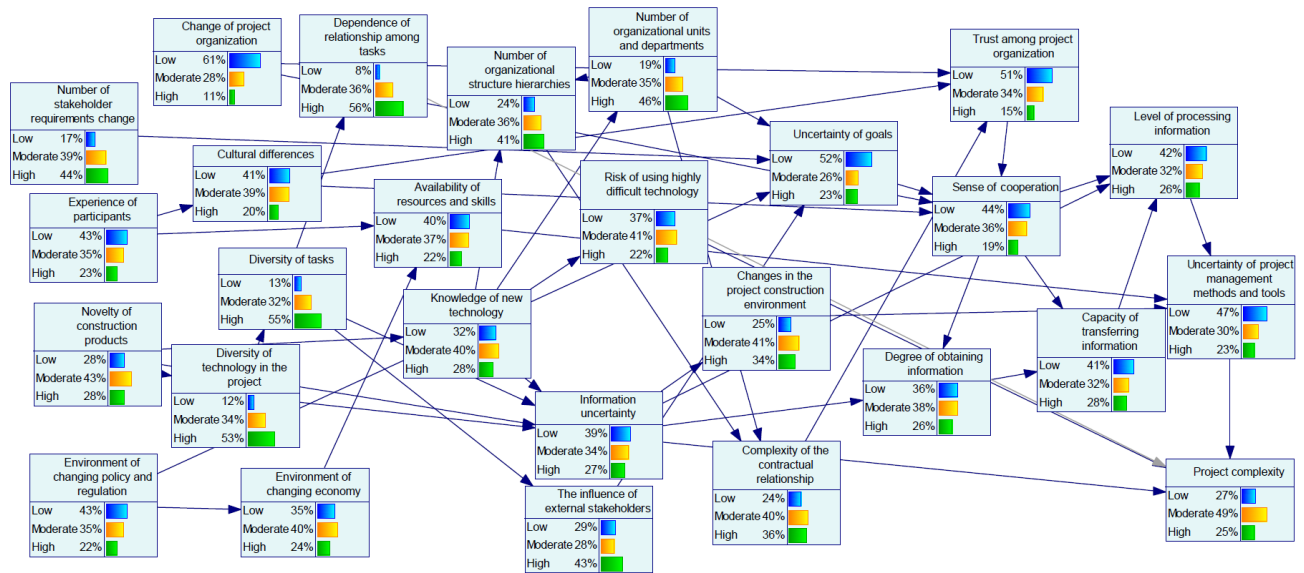 Change of project
organization
Low 61%
Moderate 28%
High 11%
Dependence of
relationship among
tasks
Low 8%
Moderate 36%
High 56%
Number of
organizational
structure hierarchies
Low 24%
Moderate 36%
High 41%
Number of
organizational units
and departments
Low 19%
Moderate 35%
High 46%
Trust among project
organization
Low 51%
Moderate 34%
High 15%
Number of
stakeholder
requirements change
Low 17%
Moderate 39%
High 44%
Cultural differences
Low 41%
Moderate 39%
High 20%
Availability of
resources and skills
Low 40%
Moderate 37%
High 22%
Risk of using highly
difficult technology
Low 37%
Moderate 41%
High 22%
Uncertainty of goals
Low 52%
Moderate 26%
High 23%
Sense of cooperation
Low 44%
Moderate 36%
High 19%
Level of processing
information
Low 42%
Moderate 32%
High 26%
Experience of
participants
Low 43%
Moderate 35%
High 23%
Diversity of tasks
Low 13%
Moderate 32%
High 55%
Knowledge of new
technology
Low 32%
Moderate 40%
High 28%
Changes in the
project construction
environment
Low 25%
Moderate 41%
High 34%
Uncertainty of project
management
methods and tools
Low 47%
Moderate 30%
High 23%
Novelty of
construction
products
Low 28%
Moderate 43%
High 28%
Diversity of
technology in the
project
Low 12%
Moderate 34%
High 53%
Information
uncertainty
Low 39%
Moderate 34%
High 27%
Degree of obtaining
information
Low 36%
Moderate 38%
High 26%
Capacity of
transferring
information
Low 41%
Moderate 32%
High 28%
Environment of
changing policy and
regulation
Low 43%
Moderate 35%
High 22%
Environment of
changing economy
Low 35%
Moderate 40%
High 24%
The influence of
external stakeholders
Low 29%
Moderate 28%
High 43%
Complexity of the
contractual
relationship
Low 24%
Moderate 40%
High 36%
Project complexity
Low 27%
Moderate 49%
High 25%